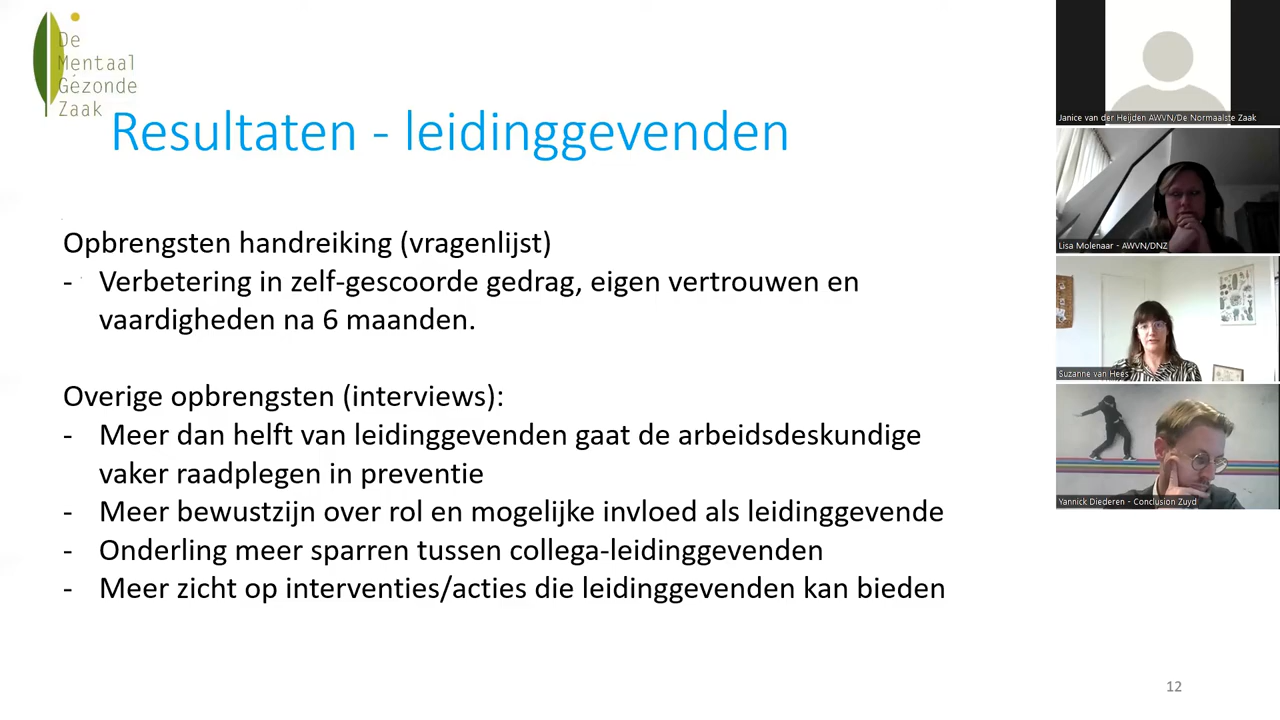 De
Mentaal
Gezonde
Zaak
Resultaten - leidinggevenden
Opbrengsten handreiking (vragenlijst)
- Verbetering in zelf-gescoorde gedrag, eigen vertrouwen en
vaardigheden na 6 maanden.
Overige opbrengsten (interviews):
- Meer dan helft van leidinggevenden gaat de arbeidsdeskundige
vaker raadplegen in preventie
- Meer bewustzijn over rol en mogelijke invloed als leidinggevende
- Onderling meer sparren tussen collega-leidinggevenden
- Meer zicht op interventies/acties die leidinggevenden kan bieden
12
Janice van der Heijden AWVN/De Normaalste Zaak
Lisa Molenaar - AWVN/DNZ
Suzanne van Hees
Yannick Diederen - Conclusion Zuyd